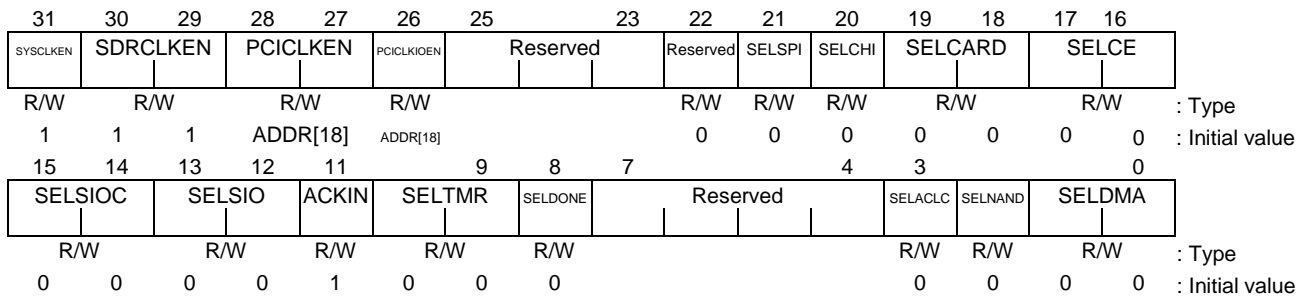 31 30 29 28 27 26 25 23 22 21 20 19 18 17 16
SYSCLKEN SDRCLKEN PCICLKEN PCICLKIOEN Reserved Reserved SELSPI SELCHI SELCARD SELCE
R/W R/W R/W R/W R/W R/W R/W R/W R/W : Type
1 1 1 ADDR[18] ADDR[18] 0 0 0 0 0 0 0 : Initial value
15 14 13 12 11 9 8 7 4 3 0
SELSIOC SELSIO ACKIN SELTMR SELDONE Reserved SELACLC SELNAND SELDMA
R/W R/W R/W R/W R/W R/W R/W R/W : Type
0 0 0 0 1 0 0 0 0 0 0 0 : Initial value